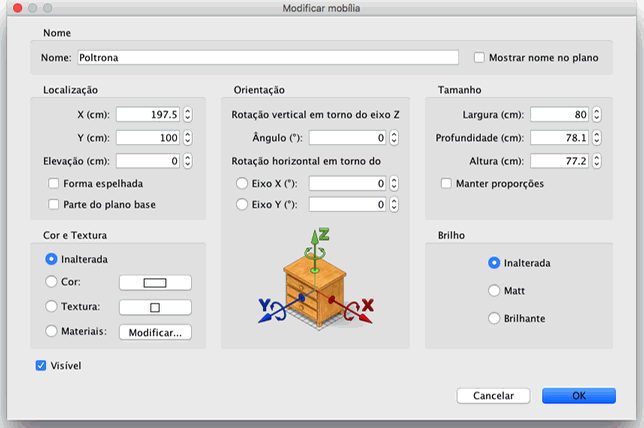 Modificar mobília
Nome
Nome: Poltrona
Mostrar nome no plano
Localização
X (cm): 197.5
Y (cm): 100
Elevação (cm): 0
Forma espelhada
Parte do plano base
Orientação
Rotação vertical em torno do eixo Z
Ângulo (°): 0
Rotação horizontal em torno do
Eixo X (°): 0
Eixo Y (°): 0
Z
Y
X
Tamanho
Largura (cm): 80
Profundidade (cm): 78.1
Altura (cm): 77.2
Manter proporções
Cor e Textura
Inalterada
Cor:
Textura:
Materiais: Modificar...
Brilho
Inalterada
Matt
Brilhante
Visível
Cancelar
OK